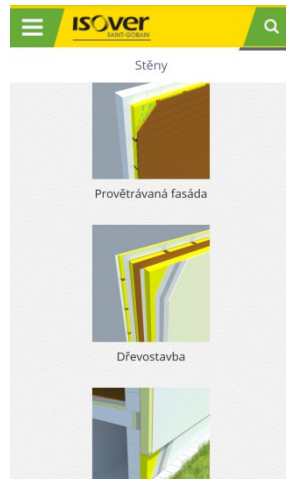 isover
SAINT-GOBAIN
Stěny
Provětrávaná fasáda
Dřevostavba